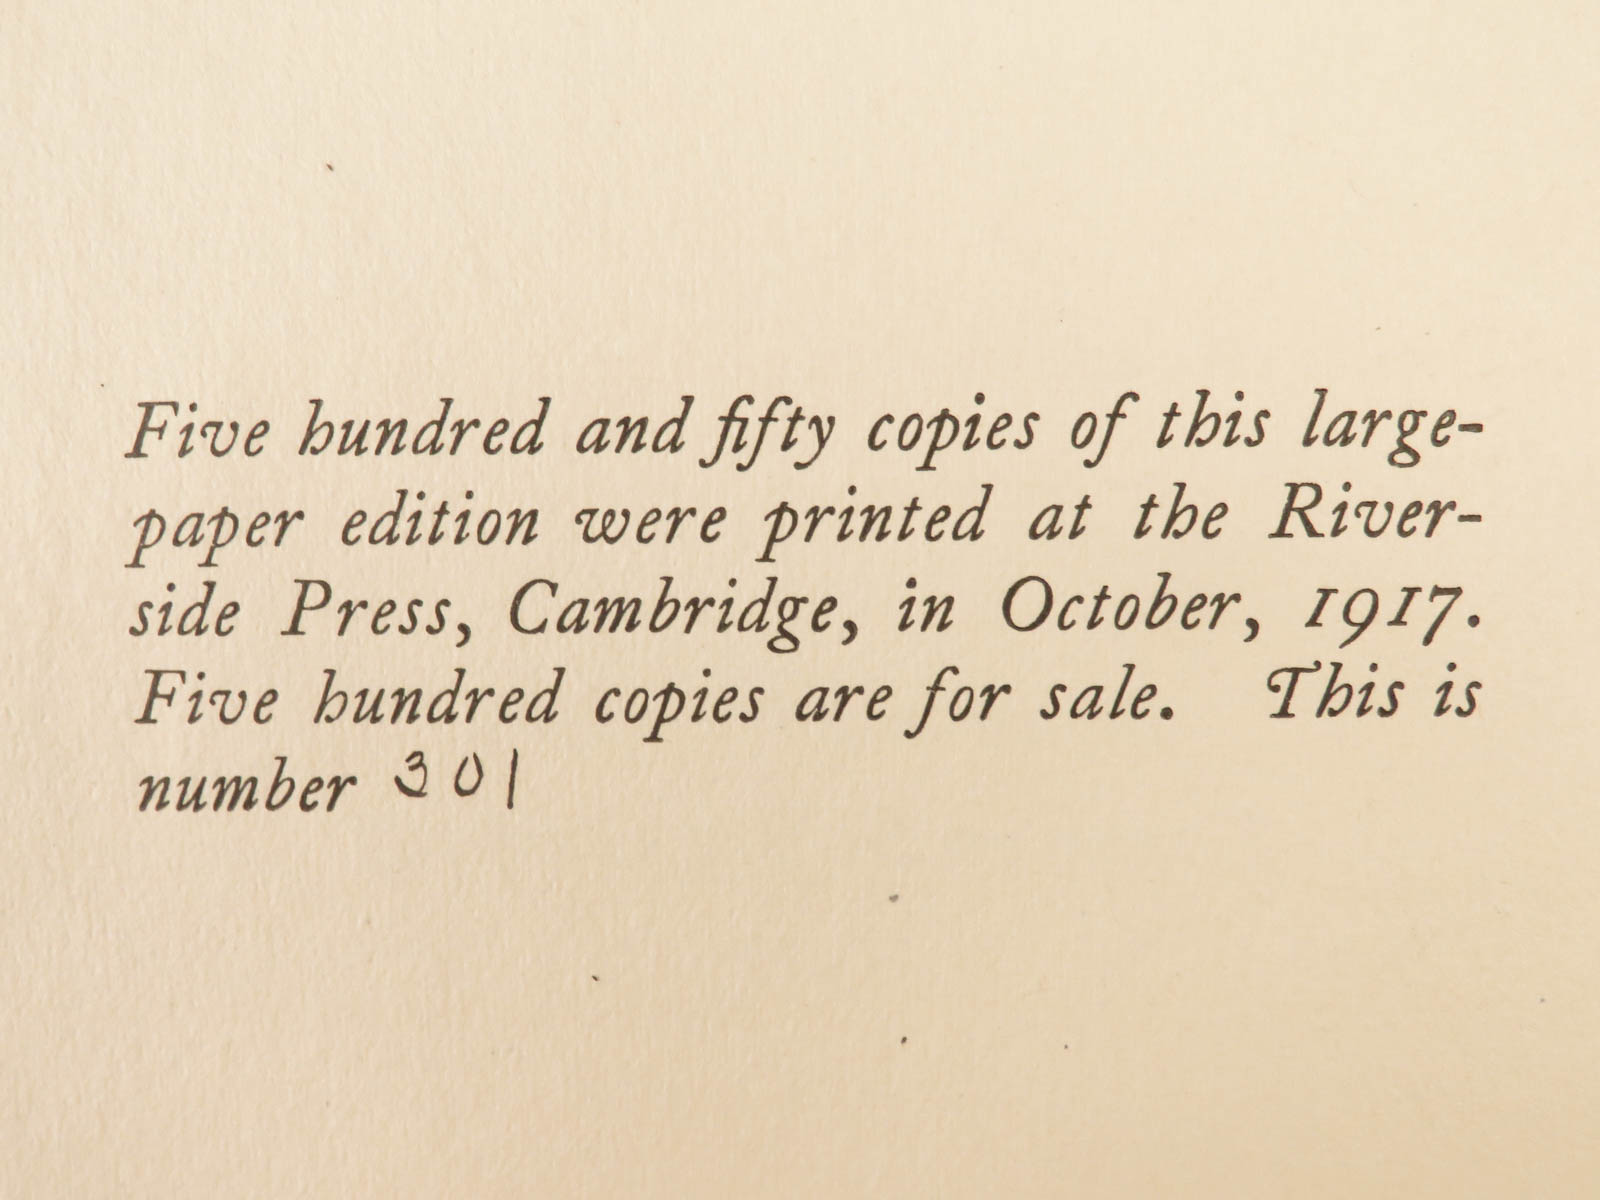 Five hundred and fifty copies of this large-
paper edition were printed at the River-
side Press, Cambridge, in October, 1917.
Five hundred copies are for sale. This is
number 301